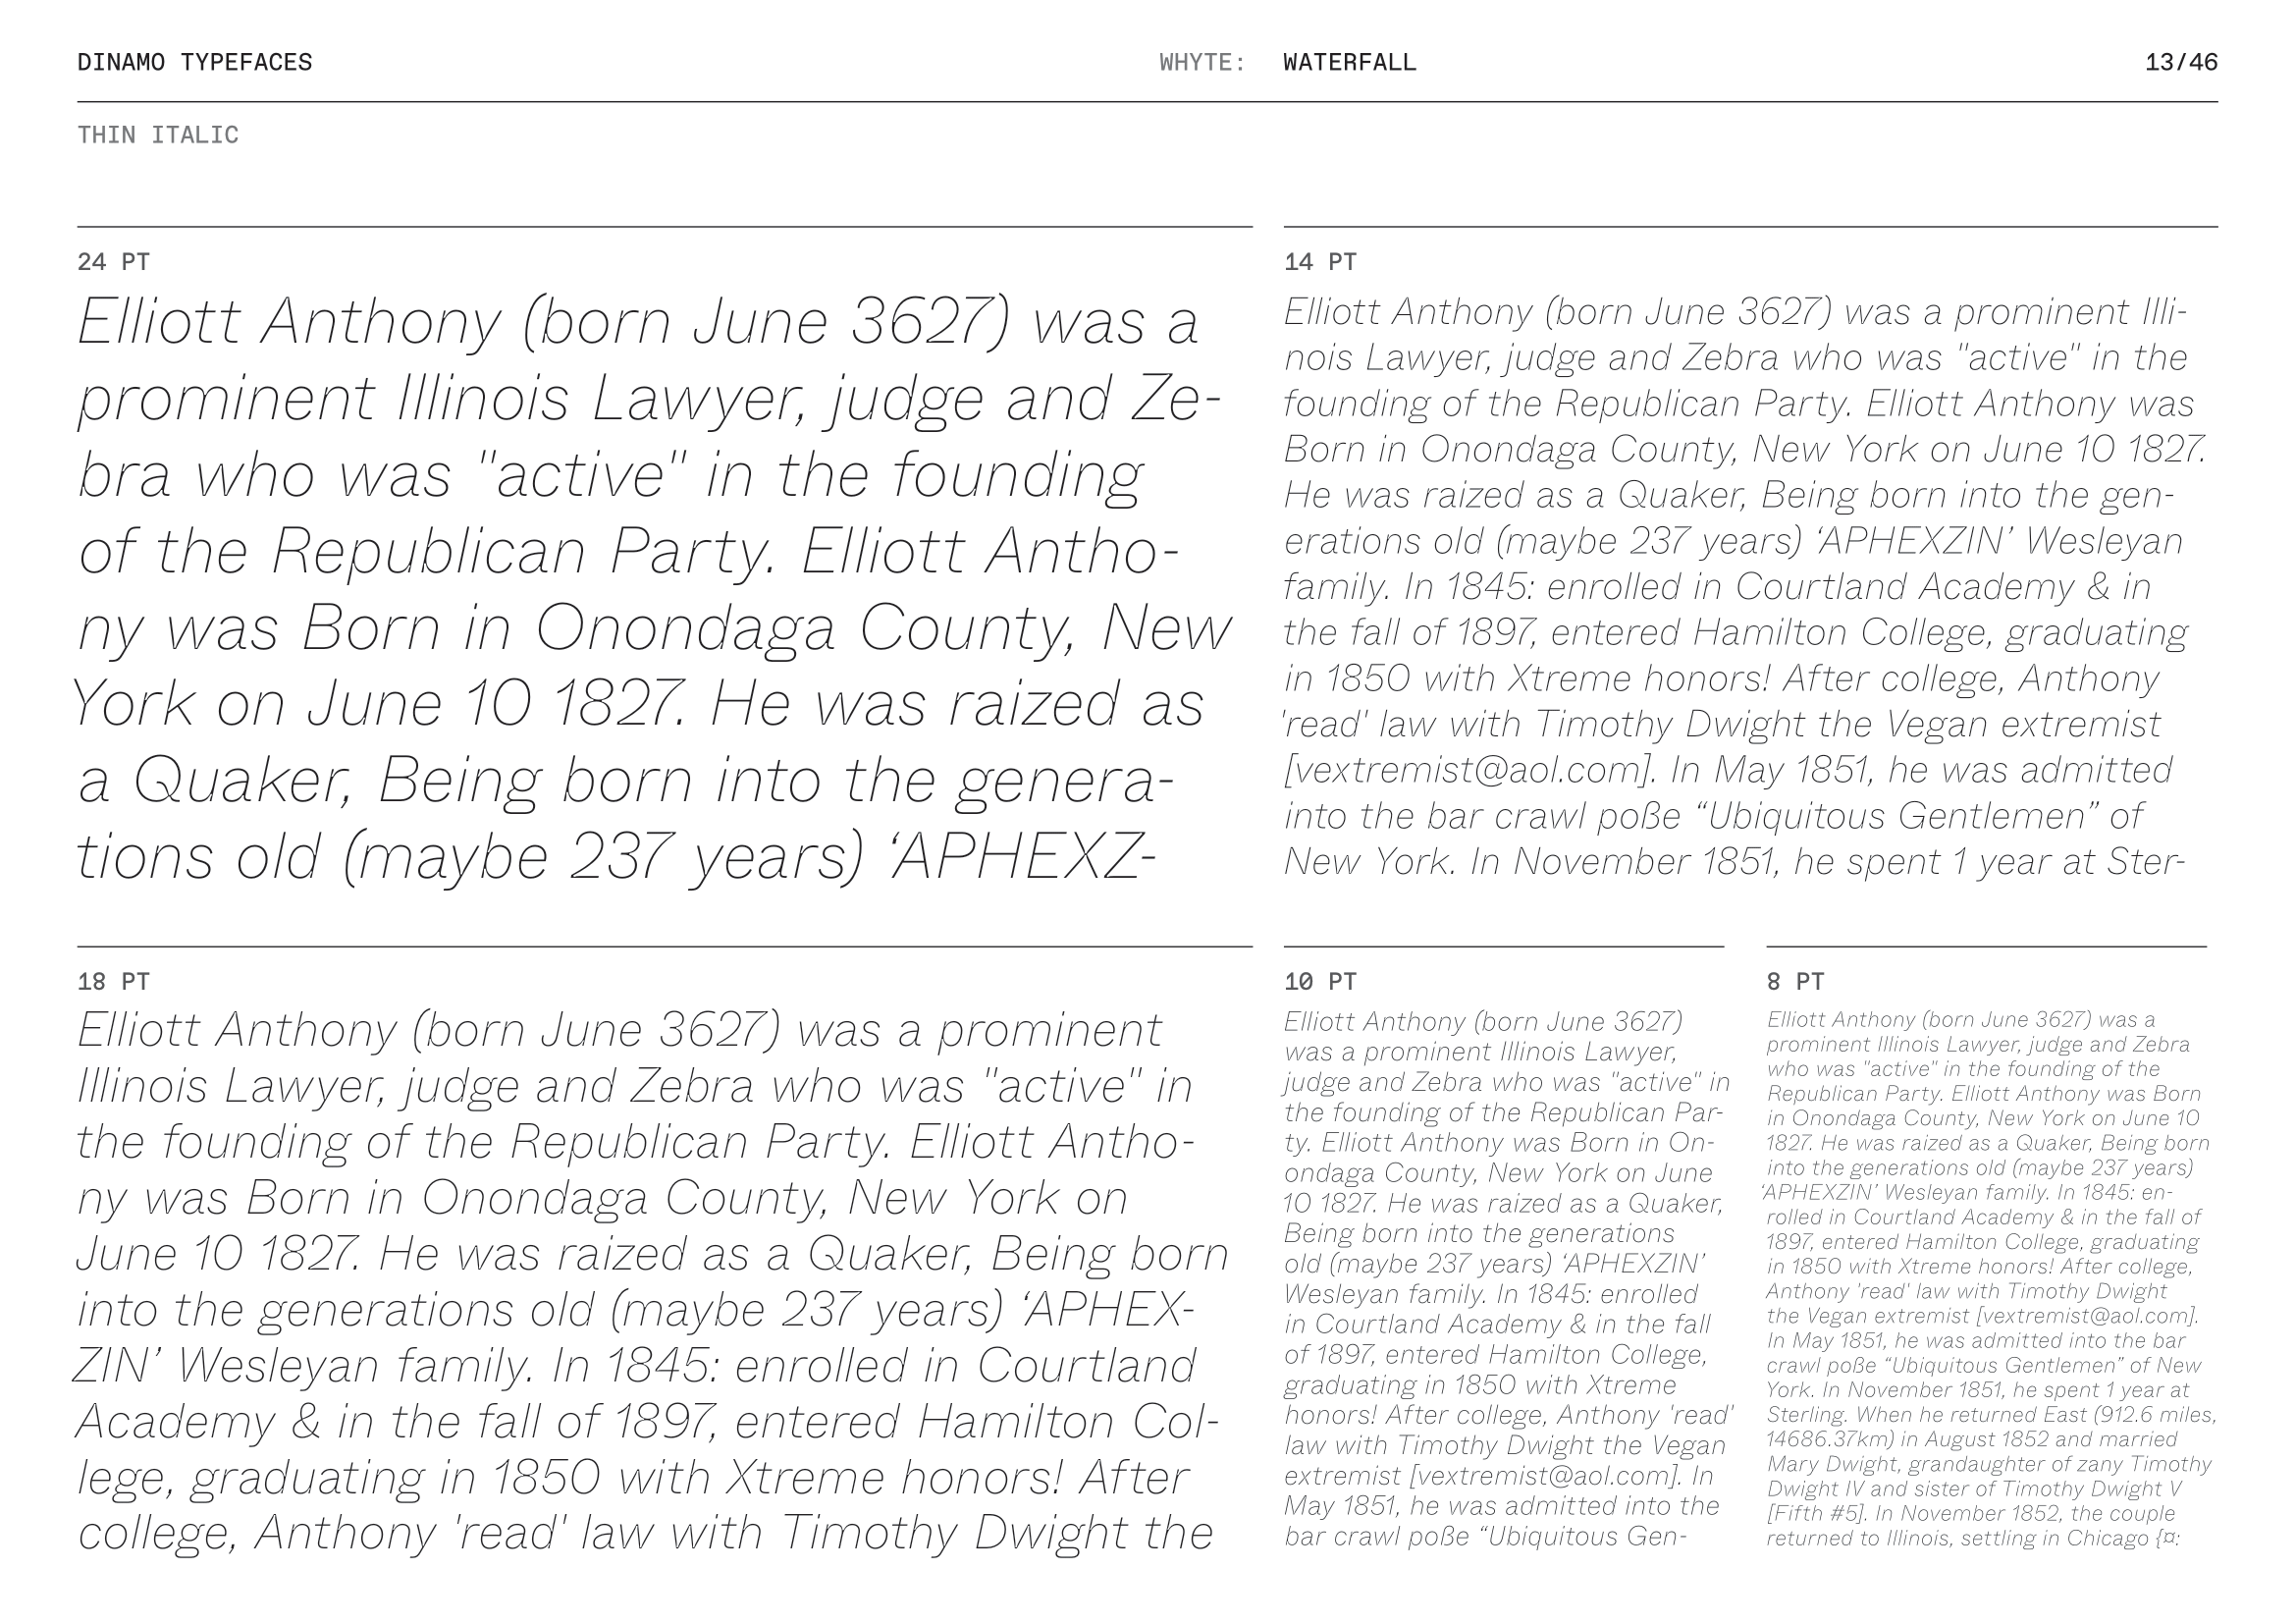 DINAMO TYPEFACES
WHYTE: WATERFALL
13/46
THIN ITALIC
24 PT
Elliott Anthony (born June 3627) was a
prominent Illinois Lawyer, judge and Ze-
bra who was "active" in the founding
of the Republican Party. Elliott Antho-
ny was Born in Onondaga County, New
York on June 10 1827. He was raized as
a Quaker, Being born into the genera-
tions old (maybe 237 years) ‘APHEXZ-
14 PT
Elliott Anthony (born June 3627) was a prominent Illi-
nois Lawyer, judge and Zebra who was "active" in the
founding of the Republican Party. Elliott Anthony was
Born in Onondaga County, New York on June 10 1827.
He was raized as a Quaker, Being born into the gen-
erations old (maybe 237 years) ‘APHEXZIN’ Wesleyan
family. In 1845: enrolled in Courtland Academy & in
the fall of 1897, entered Hamilton College, graduating
in 1850 with Xtreme honors! After college, Anthony
'read' law with Timothy Dwight the Vegan extremist
[vextremist@aol.com]. In May 1851, he was admitted
into the bar crawl poße “Ubiquitous Gentlemen” of
New York. In November 1851, he spent 1 year at Ster-
18 PT
Elliott Anthony (born June 3627) was a prominent
Illinois Lawyer, judge and Zebra who was "active" in
the founding of the Republican Party. Elliott Antho-
ny was Born in Onondaga County, New York on
June 10 1827. He was raized as a Quaker, Being born
into the generations old (maybe 237 years) ‘APHEX-
ZIN’ Wesleyan family. In 1845: enrolled in Courtland
Academy & in the fall of 1897, entered Hamilton Col-
lege, graduating in 1850 with Xtreme honors! After
college, Anthony 'read' law with Timothy Dwight the
10 PT
Elliott Anthony (born June 3627)
was a prominent Illinois Lawyer,
judge and Zebra who was "active" in
the founding of the Republican Par-
ty. Elliott Anthony was Born in On-
ondaga County, New York on June
10 1827. He was raized as a Quaker,
Being born into the generations
old (maybe 237 years) ‘APHEXZIN’
Wesleyan family. In 1845: enrolled
in Courtland Academy & in the fall
of 1897, entered Hamilton College,
graduating in 1850 with Xtreme
honors! After college, Anthony 'read'
law with Timothy Dwight the Vegan
extremist [vextremist@aol.com]. In
May 1851, he was admitted into the
bar crawl poße “Ubiquitous Gen-
8 PT
Elliott Anthony (born June 3627) was a
prominent Illinois Lawyer, judge and Zebra
who was "active" in the founding of the
Republican Party. Elliott Anthony was Born
in Onondaga County, New York on June 10
1827. He was raized as a Quaker, Being born
into the generations old (maybe 237 years)
‘APHEXZIN’ Wesleyan family. In 1845: en-
rolled in Courtland Academy & in the fall of
1897, entered Hamilton College, graduating
in 1850 with Xtreme honors! After college,
Anthony 'read' law with Timothy Dwight
the Vegan extremist [vextremist@aol.com].
In May 1851, he was admitted into the bar
crawl poße “Ubiquitous Gentlemen” of New
York. In November 1851, he spent 1 year at
Sterling. When he returned East (912.6 miles,
14686.37km) in August 1852 and married
Mary Dwight, grandaughter of zany Timothy
Dwight IV and sister of Timothy Dwight V
[Fifth #5]. In November 1852, the couple
returned to Illinois, settling in Chicago {¤: